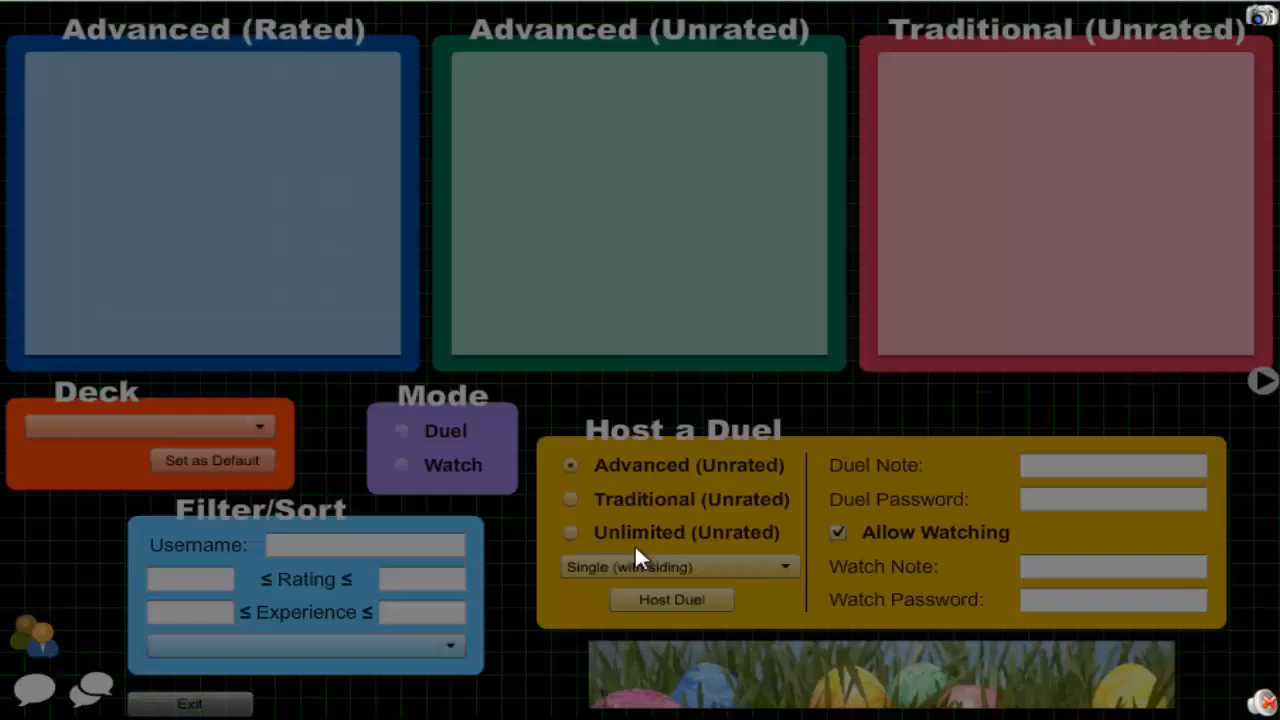 Advanced (Rated)
Advanced (Unrated)
Traditional (Unrated)
Deck
Set as Default
Mode
Duel
Watch
Filter/Sort
Username:
≤ Rating ≤
≤ Experience ≤
Exit
Host a Duel
Advanced (Unrated)
Traditional (Unrated)
Unlimited (Unrated)
Single (with siding)
Host Duel
Duel Note:
Duel Password:
Allow Watching
Watch Note:
Watch Password: